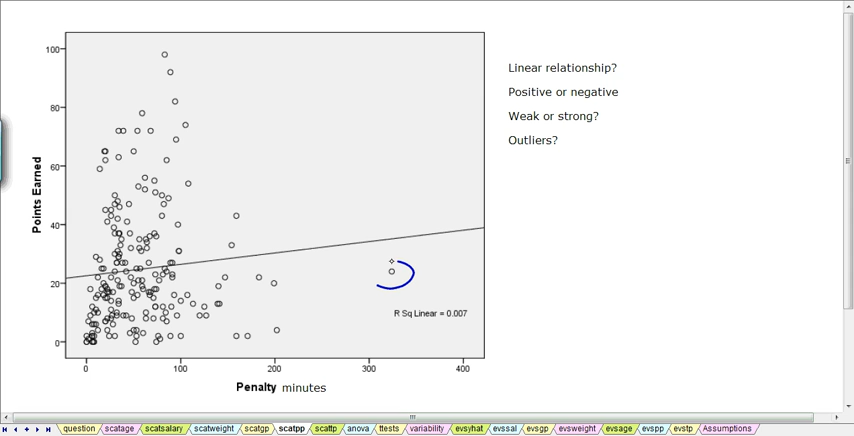 100
80
60
40
20
0
Points Earned
0 100 200 300 400
Penalty minutes
R Sq Linear = 0.007
Linear relationship?
Positive or negative
Weak or strong?
Outliers?
question scatage scatsalary scatweight scatgp scatpp scattp anova ttests variability evsyhat evssal evsgp evsweight evsage evspp evstp Assumptions